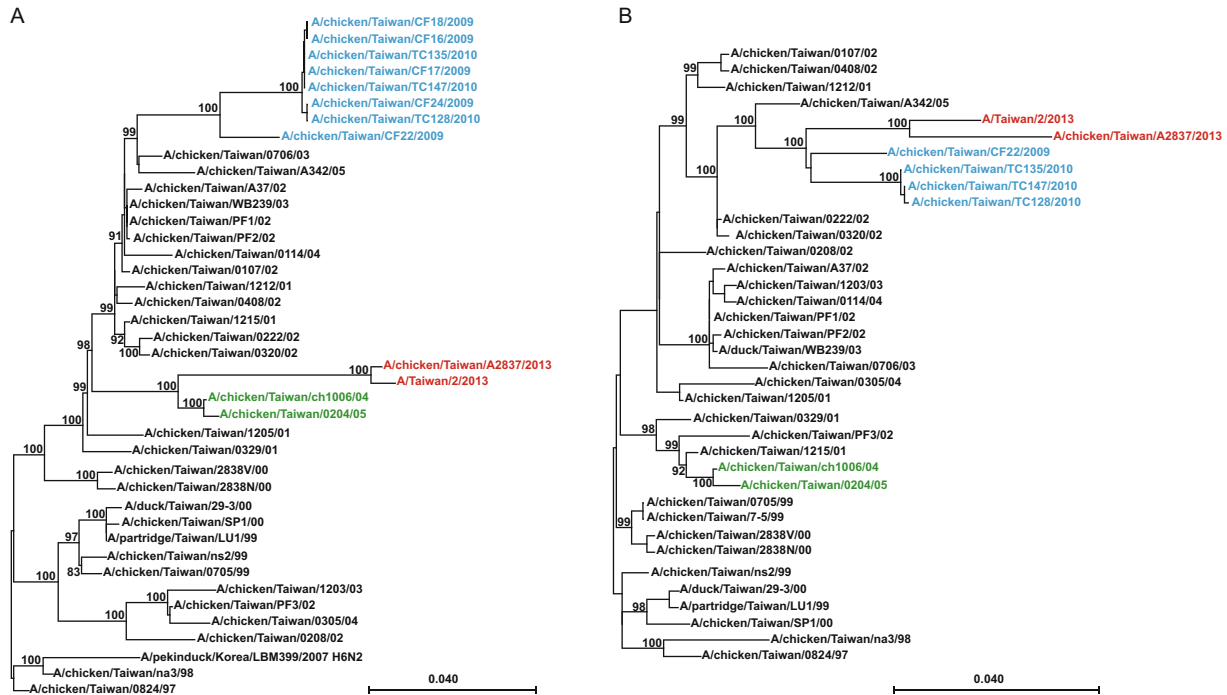 A
A/chicken/Taiwan/CF18/2009
A/chicken/Taiwan/CF16/2009
A/chicken/Taiwan/TC135/2010
A/chicken/Taiwan/CF17/2009
100
A/chicken/Taiwan/TC147/2010
A/chicken/Taiwan/CF24/2009
100
A/chicken/Taiwan/TC128/2010
99
A/chicken/Taiwan/CF22/2009
A/chicken/Taiwan/0706/03
A/chicken/Taiwan/A342/05
A/chicken/Taiwan/A37/02
A/chicken/Taiwan/WB239/03
A/chicken/Taiwan/PF1/02
91
A/chicken/Taiwan/PF2/02
A/chicken/Taiwan/0114/04
A/chicken/Taiwan/0107/02
A/chicken/Taiwan/1212/01
A/chicken/Taiwan/0408/02
99
A/chicken/Taiwan/1215/01
92
A/chicken/Taiwan/0222/02
100
A/chicken/Taiwan/0320/02
98
A/chicken/Taiwan/A2837/2013
100
A/Taiwan/2/2013
99
100
A/chicken/Taiwan/ch1006/04
100
A/chicken/Taiwan/0204/05
A/chicken/Taiwan/1205/01
100
A/chicken/Taiwan/0329/01
A/chicken/Taiwan/2838V/00
100
A/chicken/Taiwan/2838N/00
A/duck/Taiwan/29-3/00
100
A/chicken/Taiwan/SP1/00
97
A/partridge/Taiwan/LU1/99
A/chicken/Taiwan/ns2/99
83
A/chicken/Taiwan/0705/99
100
A/chicken/Taiwan/1203/03
100
A/chicken/Taiwan/PF3/02
100
A/chicken/Taiwan/0305/04
A/chicken/Taiwan/0208/02
A/pekinduck/Korea/LBM399/2007 H6N2
100
A/chicken/Taiwan/na3/98
A/chicken/Taiwan/0824/97
0.040
B
A/chicken/Taiwan/0107/02
99
A/chicken/Taiwan/0408/02
A/chicken/Taiwan/1212/01
A/chicken/Taiwan/A342/05
99
100
A/Taiwan/2/2013
100
A/chicken/Taiwan/A2837/2013
100
A/chicken/Taiwan/CF22/2009
A/chicken/Taiwan/TC135/2010
100
100
A/chicken/Taiwan/TC147/2010
A/chicken/Taiwan/TC128/2010
A/chicken/Taiwan/0222/02
A/chicken/Taiwan/0320/02
A/chicken/Taiwan/0208/02
A/chicken/Taiwan/A37/02
A/chicken/Taiwan/1203/03
A/chicken/Taiwan/0114/04
A/chicken/Taiwan/PF1/02
A/chicken/Taiwan/PF2/02
100
A/duck/Taiwan/WB239/03
A/chicken/Taiwan/0706/03
A/chicken/Taiwan/0305/04
A/chicken/Taiwan/1205/01
A/chicken/Taiwan/0329/01
98
A/chicken/Taiwan/PF3/02
99
A/chicken/Taiwan/1215/01
92
A/chicken/Taiwan/ch1006/04
100
A/chicken/Taiwan/0204/05
A/chicken/Taiwan/0705/99
99
A/chicken/Taiwan/7-5/99
A/chicken/Taiwan/2838V/00
A/chicken/Taiwan/2838N/00
A/chicken/Taiwan/ns2/99
A/duck/Taiwan/29-3/00
98
A/partridge/Taiwan/LU1/99
A/chicken/Taiwan/SP1/00
A/chicken/Taiwan/na3/98
100
A/chicken/Taiwan/0824/97
0.040